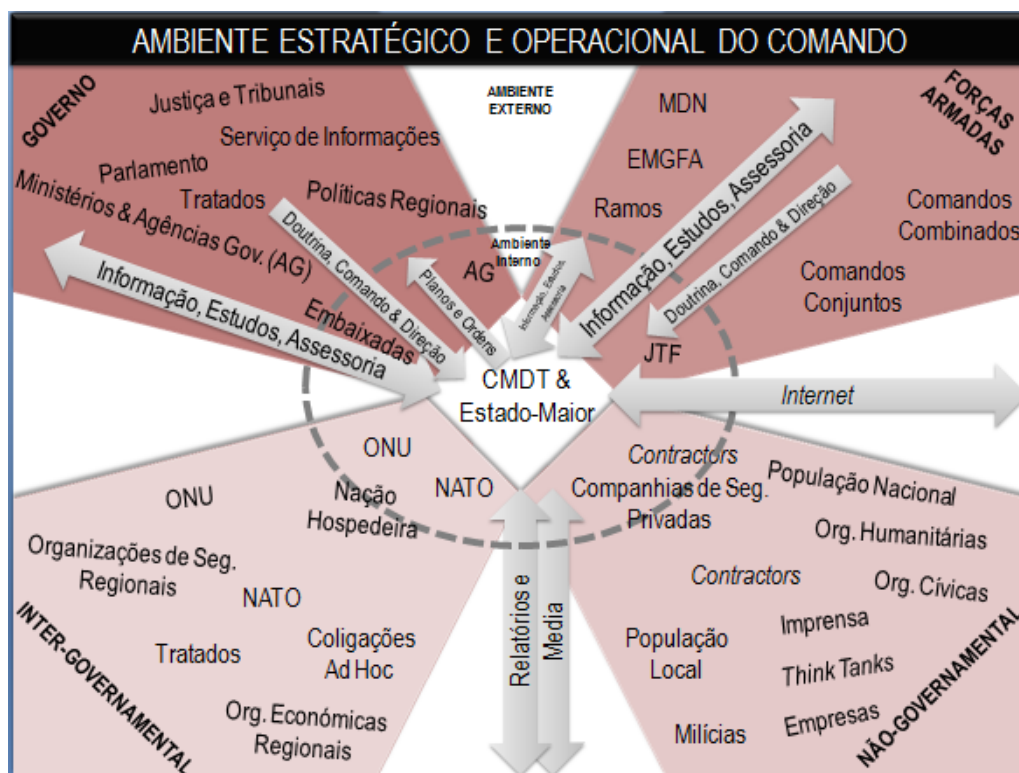 AMBIENTE ESTRATÉGICO E OPERACIONAL DO COMANDO
GOVERNO
Justiça e Tribunais
Serviço de Informações
Parlamento
Tratados
Políticas Regionais
Ministérios & Agências Gov. (AG)
AG
Embaixadas
Informação, Estudos, Assessoria
Doutrina, Comando & Direção
Planos e Ordens
AMBIENTE
EXTERNO
Ambiente
Interno
Informação, Estudos,
Assessoria
FORÇAS
ARMADAS
MDN
EMGFA
Ramos
Comandos
Combinados
Comandos
Conjuntos
JTF
Informação, Estudos, Assessoria
Doutrina, Comando & Direção
CMDT &
Estado-Maior
Internet
ONU
NATO
Nação
Hospedeira
ONU
Organizações de Seg.
Regionais
NATO
Tratados
Coligações
Ad Hoc
Org. Económicas
Regionais
INTER-GOVERNAMENTAL
Relatórios e
Media
Contractors
Companhias de Seg.
Privadas
População Nacional
Org. Humanitárias
Contractors
Org. Cívicas
Imprensa
População
Local
Think Tanks
Milícias
Empresas
NÃO-GOVERNAMENTAL